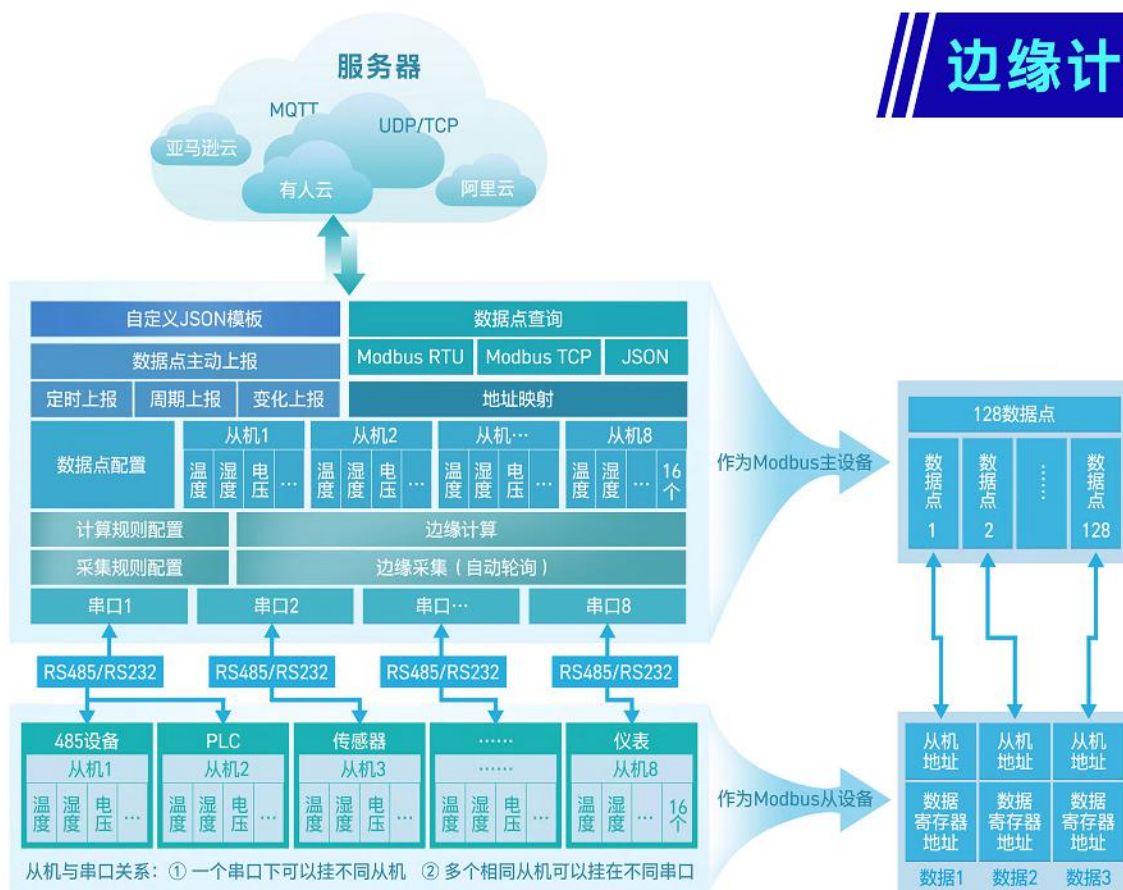 边缘计
服务器
MQTT
UDP/TCP
亚马逊云
有人云
阿里云
自定义JSON模板
数据点查询
数据点主动上报
Modbus RTU
Modbus TCP
JSON
定时上报
周期上报
变化上报
地址映射
数据点配置
从机1
从机2
从机…
从机8
温度
湿度
电压
…
温度
湿度
电压
…
温度
湿度
电压
…
温度
湿度
…
16个
计算规则配置
边缘计算
采集规则配置
边缘采集（自动轮询）
串口1
串口2
串口…
串口8
RS485/RS232
RS485/RS232
RS485/RS232
RS485/RS232
485设备
PLC
传感器
……
仪表
从机1
从机2
从机3
……
从机8
温度
湿度
电压
…
温度
湿度
电压
…
温度
湿度
电压
…
温度
湿度
电压
…
温度
湿度
…
16个
从机与串口关系：① 一个串口下可以挂不同从机 ② 多个相同从机可以挂在不同串口
作为Modbus主设备
128数据点
数据点
1
数据点
2
……
数据点
128
作为Modbus从设备
从机地址
从机地址
从机地址
数据寄存器地址
数据寄存器地址
数据寄存器地址
数据1
数据2
数据3